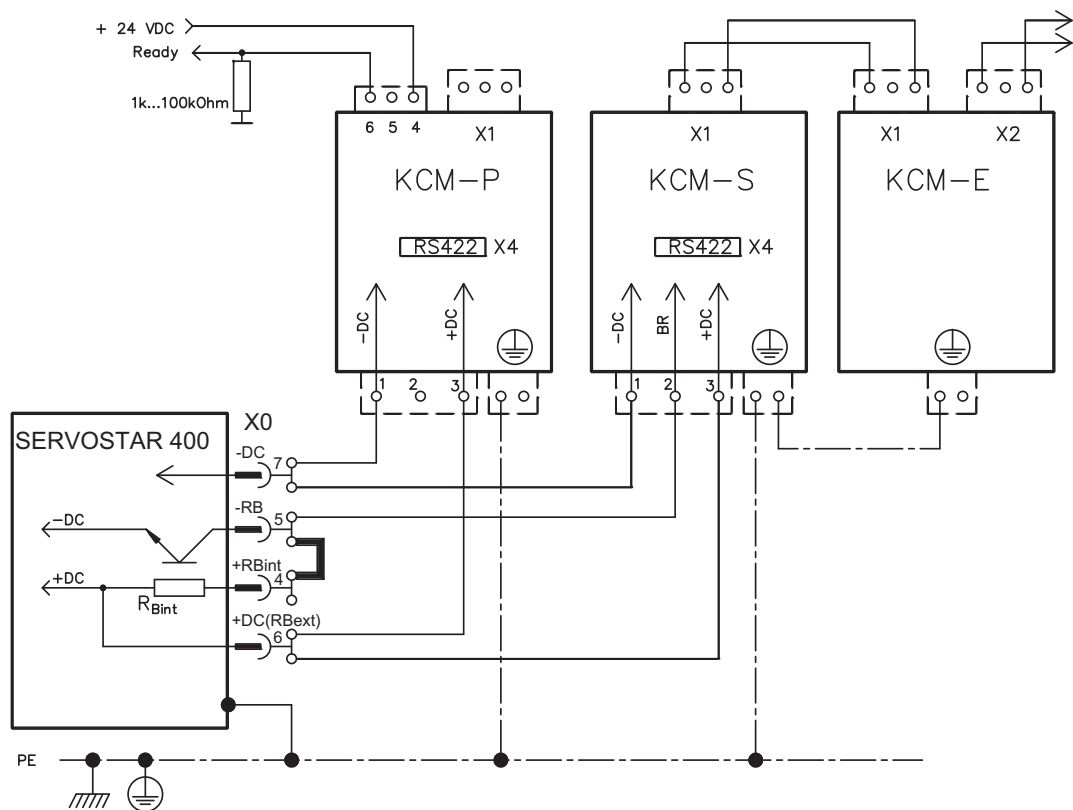 + 24 VDC
Ready
1k...100kOhm
6 5 4
X1
KCM-P
RS422 X4
-DC
+DC
1 2 3
X1
KCM-S
RS422 X4
-DC
BR
+DC
1 2 3
X1 X2
KCM-E
SERVOSTAR 400
X0
-DC
7
-RB
5
-DC
+RBint
4
+DC
RBint
+DC(RBext)
6
PE